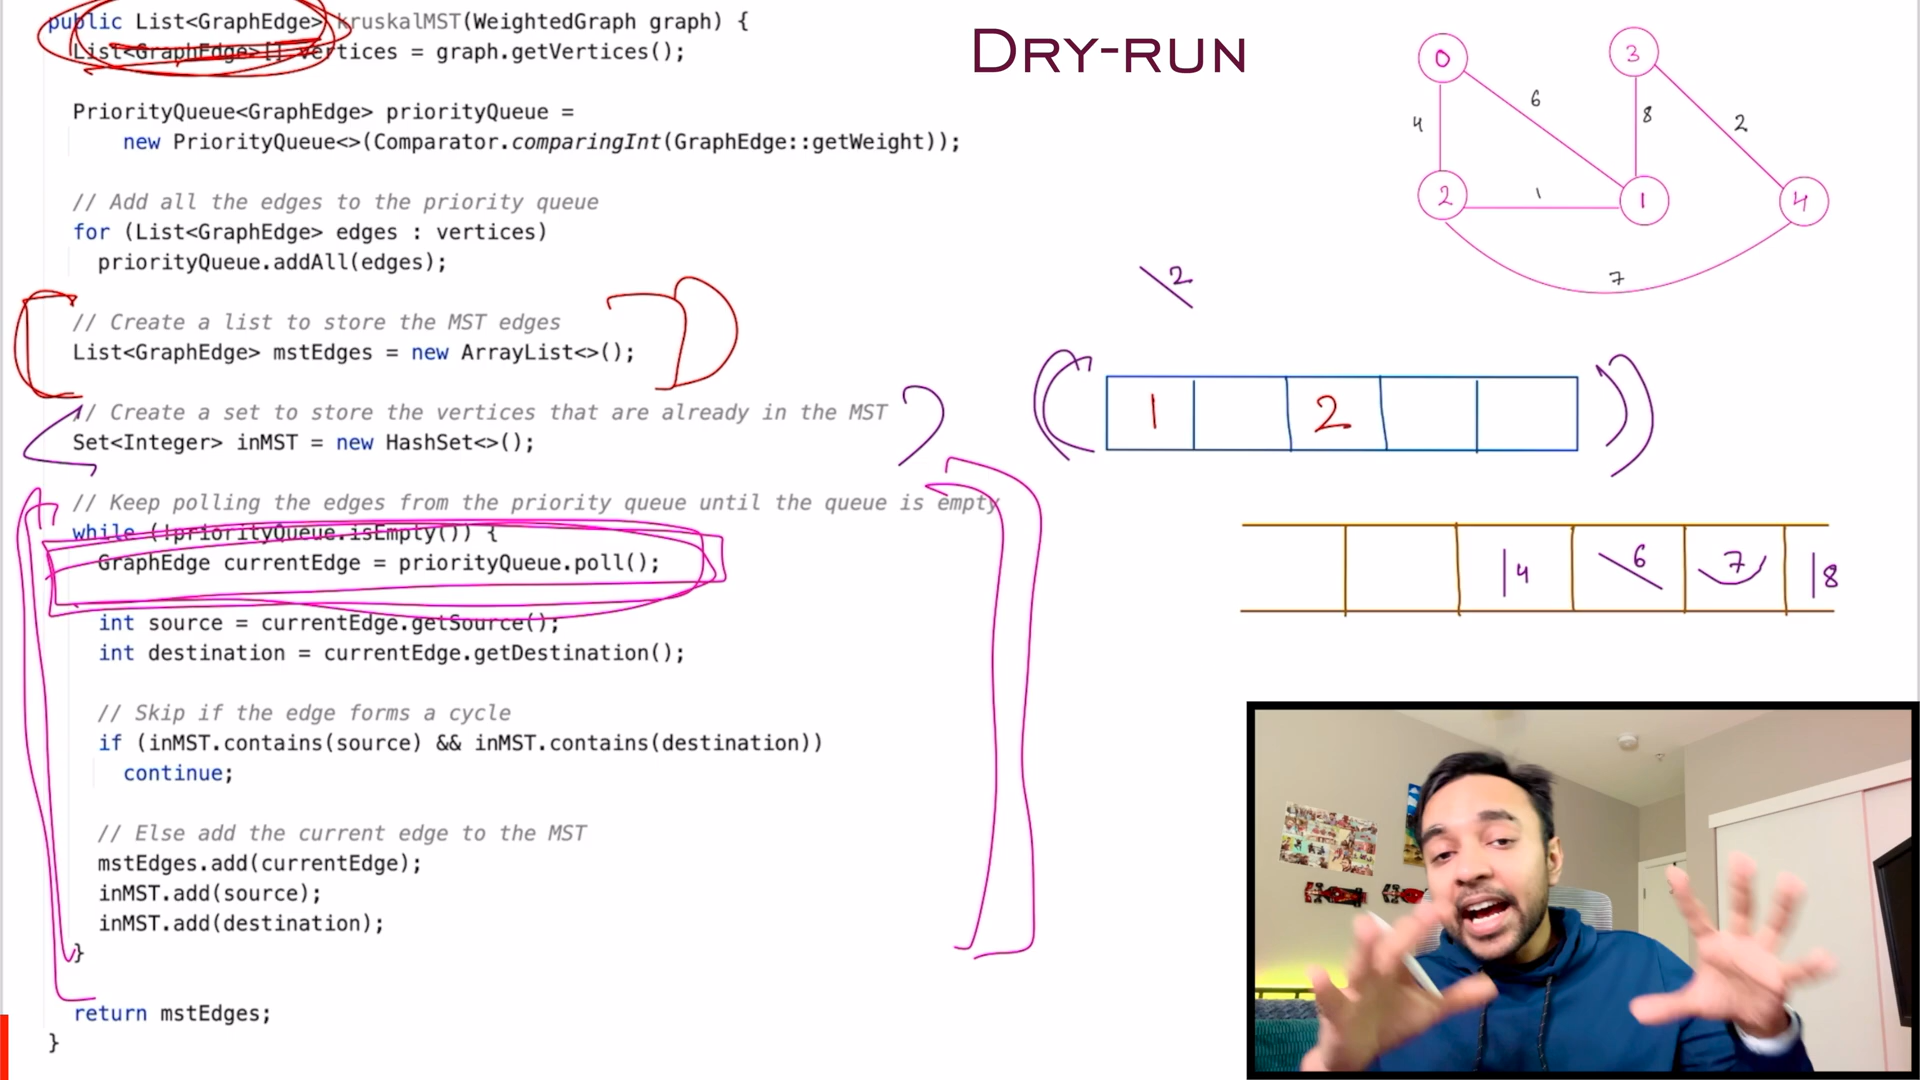 public List<GraphEdge> kruskalMST(WeightedGraph graph) {
List<GraphEdge>[] vertices = graph.getVertices();
PriorityQueue<GraphEdge> priorityQueue =
new PriorityQueue<>(Comparator.comparingInt(GraphEdge::getWeight));
// Add all the edges to the priority queue
for (List<GraphEdge> edges : vertices)
priorityQueue.addAll(edges);
// Create a list to store the MST edges
List<GraphEdge> mstEdges = new ArrayList<>();
// Create a set to store the vertices that are already in the MST
Set<Integer> inMST = new HashSet<>();
// Keep polling the edges from the priority queue until the queue is empty
while (!priorityQueue.isEmpty()) {
GraphEdge currentEdge = priorityQueue.poll();
int source = currentEdge.getSource();
int destination = currentEdge.getDestination();
// Skip if the edge forms a cycle
if (inMST.contains(source) && inMST.contains(destination))
continue;
// Else add the current edge to the MST
mstEdges.add(currentEdge);
inMST.add(source);
inMST.add(destination);
}
return mstEdges;
}
DRY-RUN
0 3
6
4 8 2
2 1 1 4
7
2
1 2
4 6 7 8